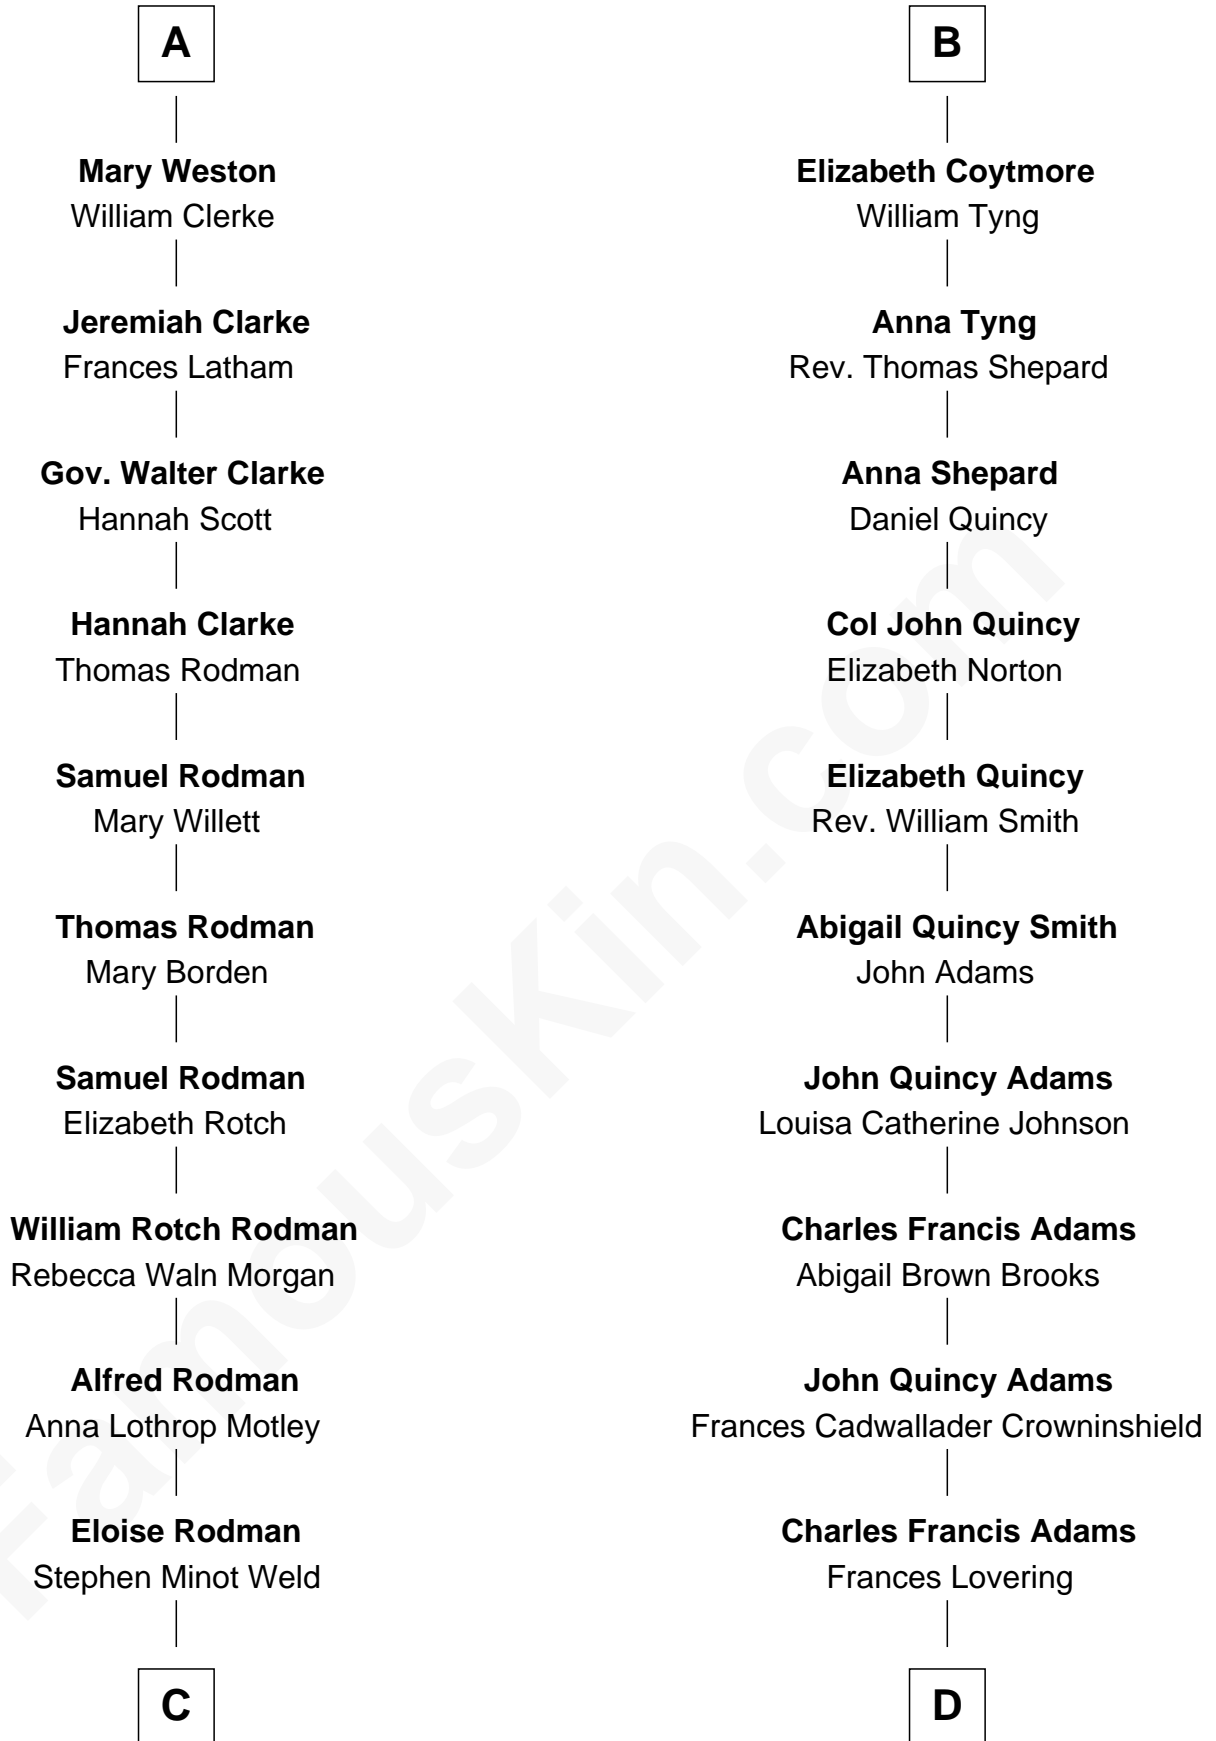 A
Mary Weston
William Clerke
Jeremiah Clarke
Frances Latham
Gov. Walter Clarke
Hannah Scott
Hannah Clarke
Thomas Rodman
Samuel Rodman
Mary Willett
Thomas Rodman
Mary Borden
Samuel Rodman
Elizabeth Rotch
William Rotch Rodman
Rebecca Waln Morgan
Alfred Rodman
Anna Lothrop Motley
Eloise Rodman
Stephen Minot Weld
C
B
Elizabeth Coytmore
William Tyng
Anna Tyng
Rev. Thomas Shepard
Anna Shepard
Daniel Quincy
Col John Quincy
Elizabeth Norton
Elizabeth Quincy
Rev. William Smith
Abigail Quincy Smith
John Adams
John Quincy Adams
Louisa Catherine Johnson
Charles Francis Adams
Abigail Brown Brooks
John Quincy Adams
Frances Cadwallader Crowninshield
Charles Francis Adams
Frances Lovering
D
FamousKin.com